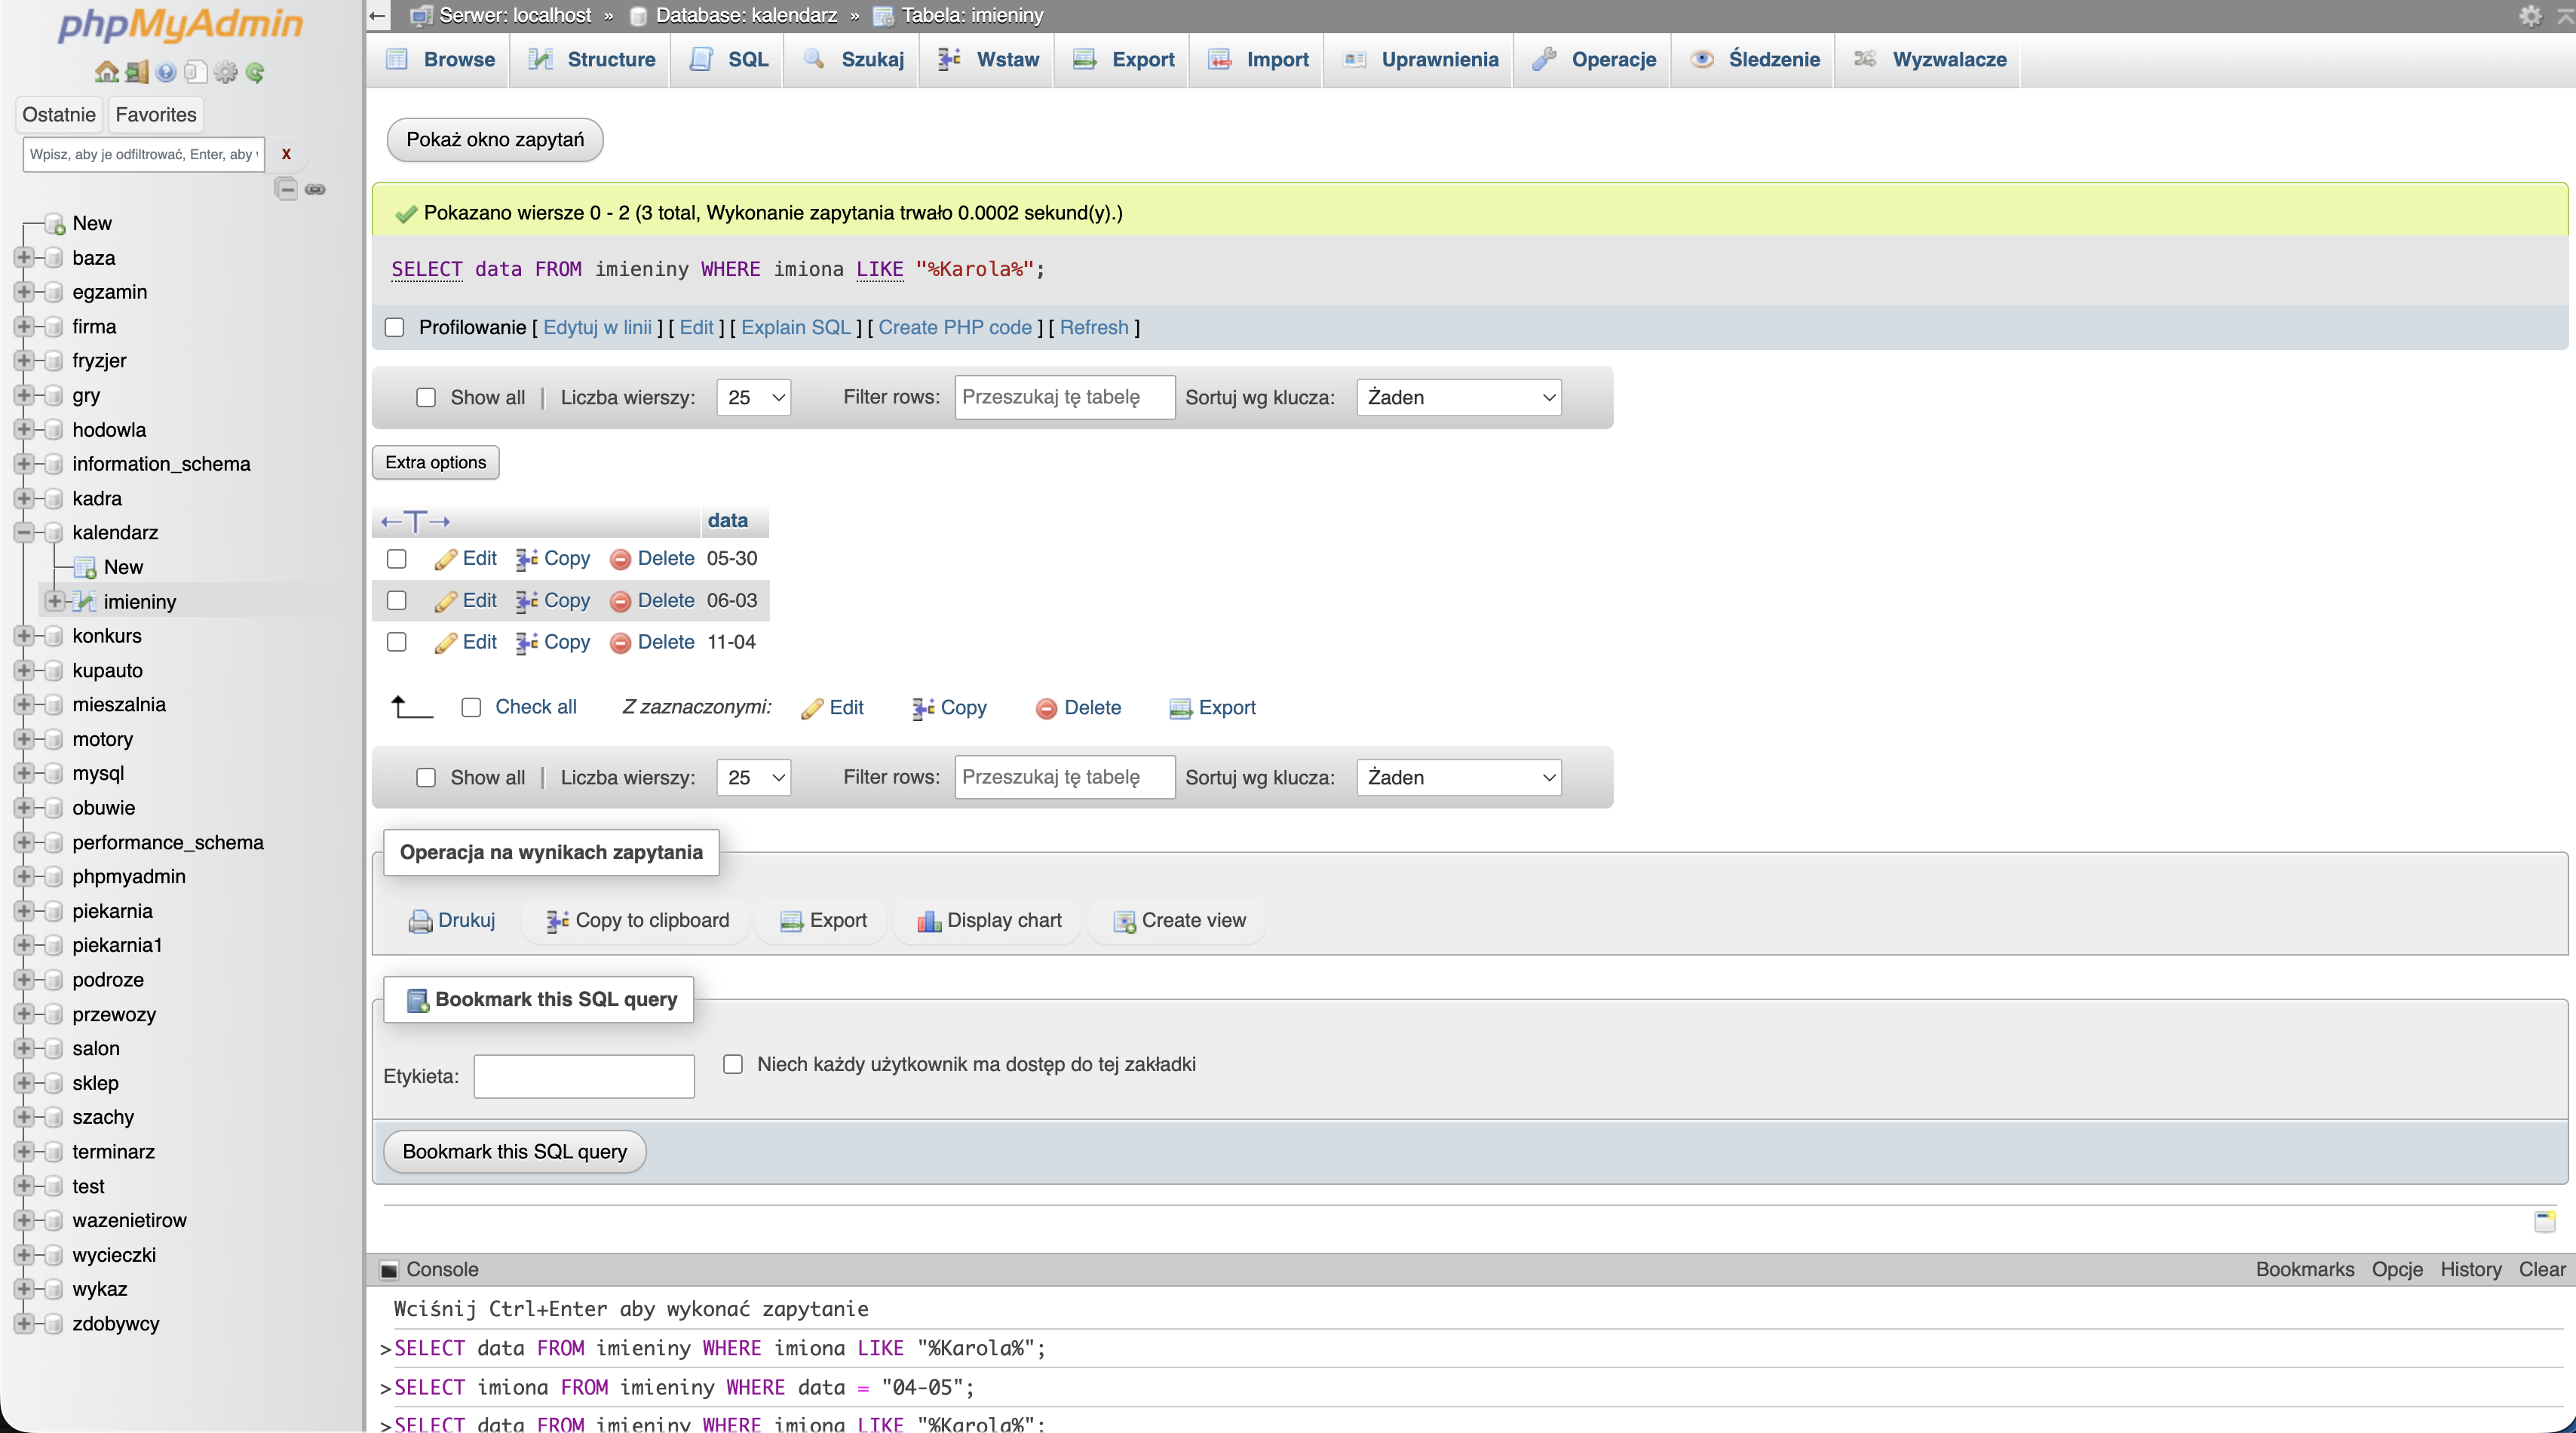 phpMyAdmin
Ostatnie Favorites
Wpisz, aby je odfiltrować, Enter, aby
X
New
baza
egzamin
firma
fryzjer
gry
hodowla
information_schema
kadra
kalendarz
New
imieniny
konkurs
kupauto
mieszalnia
motory
mysql
obuwie
performance_schema
phpmyadmin
piekarnia
piekarnia1
podroze
przewozy
salon
sklep
szachy
terminarz
test
wazenietirow
wycieczki
wykaz
zdobywcy
Serwer: localhost » Database: kalendarz » Tabela: imieniny
Browse Structure SQL Szukaj Wstaw Export Import Uprawnienia Operacje Śledzenie Wyzwalacze
Pokaż okno zapytań
Pokazano wiersze 0 - 2 (3 total, Wykonanie zapytania trwało 0.0002 sekund(y).)
SELECT data FROM imieniny WHERE imiona LIKE "%Karola%";
Profilowanie [ Edytuj w linii ] [ Edit ] [ Explain SQL ] [ Create PHP code ] [ Refresh ]
Show all | Liczba wierszy: 25 Filter rows: Przeszukaj tę tabelę Sortuj wg klucza: Żaden
Extra options
←T→ data
Edit Copy Delete 05-30
Edit Copy Delete 06-03
Edit Copy Delete 11-04
Check all Z zaznaczonymi: Edit Copy Delete Export
Show all | Liczba wierszy: 25 Filter rows: Przeszukaj tę tabelę Sortuj wg klucza: Żaden
Operacja na wynikach zapytania
Drukuj Copy to clipboard Export Display chart Create view
Bookmark this SQL query
Etykieta: Niech każdy użytkownik ma dostęp do tej zakładki
Bookmark this SQL query
Console Bookmarks Opcje History Clear
Wciśnij Ctrl+Enter aby wykonać zapytanie
>SELECT data FROM imieniny WHERE imiona LIKE "%Karola%";
>SELECT imiona FROM imieniny WHERE data = "04-05";
>SELECT data FROM imieniny WHERE imiona LIKE "%Karola%";